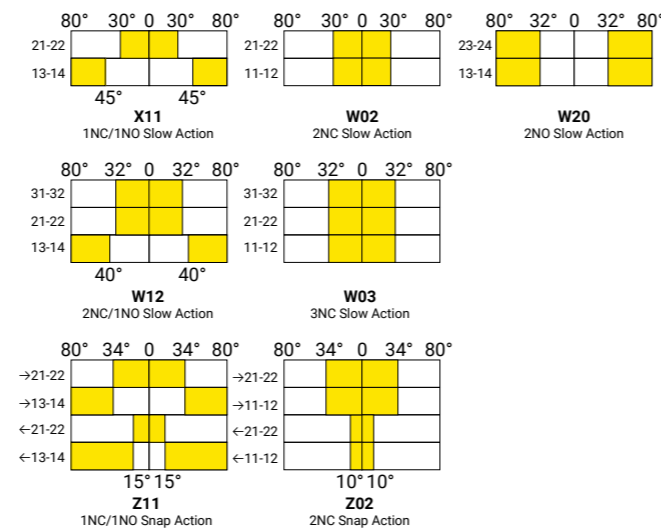 80° 30° 0 30° 80°
21-22
13-14
45° 45°
X11
1NC/1NO Slow Action
80° 30° 0 30° 80°
21-22
11-12
W02
2NC Slow Action
80° 32° 0 32° 80°
23-24
13-14
W20
2NO Slow Action
80° 32° 0 32° 80°
31-32
21-22
13-14
40° 40°
W12
2NC/1NO Slow Action
80° 32° 0 32° 80°
31-32
21-22
11-12
W03
3NC Slow Action
80° 34° 0 34° 80°
→21-22
→13-14
←21-22
←13-14
15° 15°
Z11
1NC/1NO Snap Action
80° 34° 0 34° 80°
→21-22
→11-12
←21-22
←11-12
10° 10°
Z02
2NC Snap Action